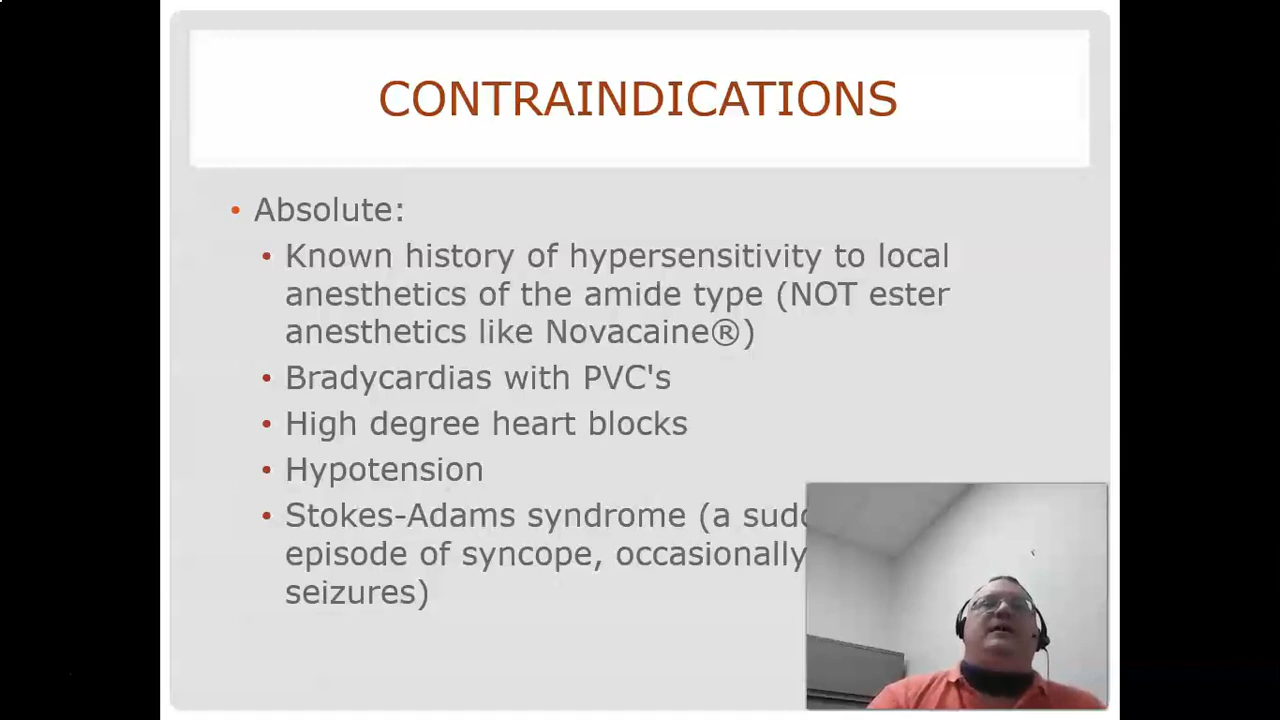 CONTRAINDICATIONS
• Absolute:
• Known history of hypersensitivity to local
anesthetics of the amide type (NOT ester
anesthetics like Novacaine®)
• Bradycardias with PVC's
• High degree heart blocks
• Hypotension
• Stokes-Adams syndrome (a
episode of syncope, occasionally
seizures)